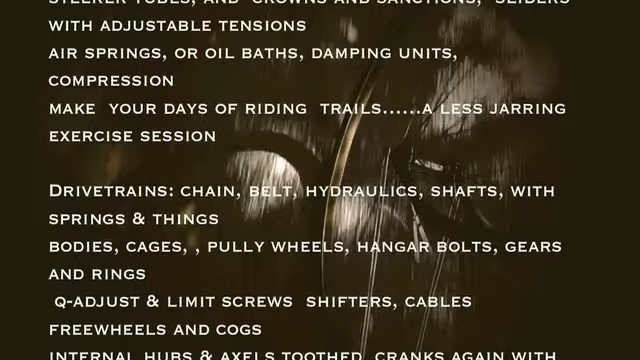 STEERER TUBES, AND CROWNS AND SANCTIONS, SLIDERS
WITH ADJUSTABLE TENSIONS
AIR SPRINGS, OR OIL BATHS, DAMPING UNITS,
COMPRESSION
MAKE YOUR DAYS OF RIDING TRAILS......A LESS JARRING
EXERCISE SESSION
DRIVETRAINS: CHAIN, BELT, HYDRAULICS, SHAFTS, WITH
SPRINGS & THINGS
BODIES, CAGES, , PULLY WHEELS, HANGAR BOLTS, GEARS
AND RINGS
Q-ADJUST & LIMIT SCREWS SHIFTERS, CABLES
FREEWHEELS AND COGS
INTERNAL HUBS & AXELS TOOTHED CRANKS AGAIN WITH